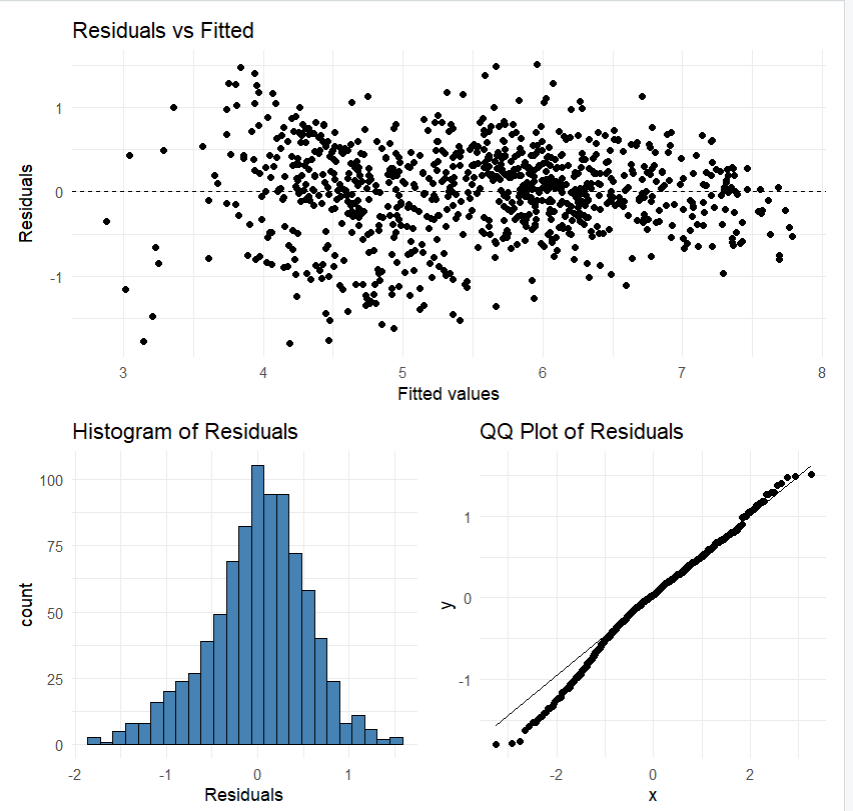 Residuals vs Fitted
Residuals
1
0
-1
3 4 5 6 7 8
Fitted values
Histogram of Residuals
count
100
75
50
25
0
-2 -1 0 1
Residuals
QQ Plot of Residuals
y
1
0
-1
-2 0 2
x